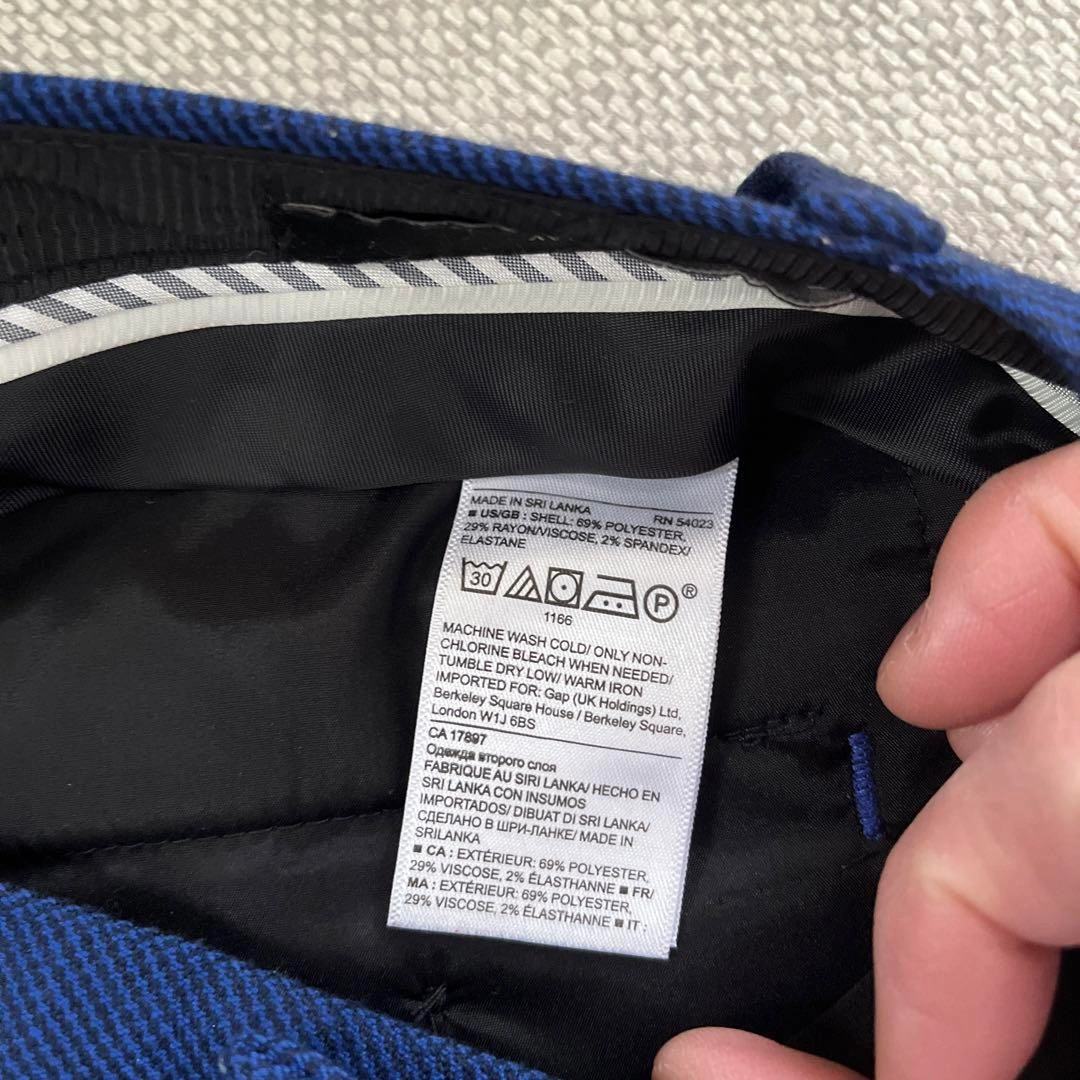 MADE IN SRI LANKA RN 54023
■ US/GB : SHELL: 69% POLYESTER,
29% RAYON/VISCOSE, 2% SPANDEX/
ELASTANE
30 P ®
1166
MACHINE WASH COLD/ ONLY NON-
CHLORINE BLEACH WHEN NEEDED/
TUMBLE DRY LOW/ WARM IRON
IMPORTED FOR: Gap (UK Holdings) Ltd,
Berkeley Square House / Berkeley Square,
London W1J 6BS
CA 17897
Одежда второго слоя
FABRIQUE AU SIRI LANKA/ HECHO EN
SRI LANKA CON INSUMOS
IMPORTADOS/ DIBUAT DI SRI LANKA/
СДЕЛАНО В ШРИ-ЛАНКЕ/ MADE IN
SRILANKA
■ CA : EXTÉRIEUR: 69% POLYESTER,
29% VISCOSE, 2% ÉLASTHANNE ■ FR/
MA : EXTÉRIEUR: 69% POLYESTER,
29% VISCOSE, 2% ÉLASTHANNE ■ IT :